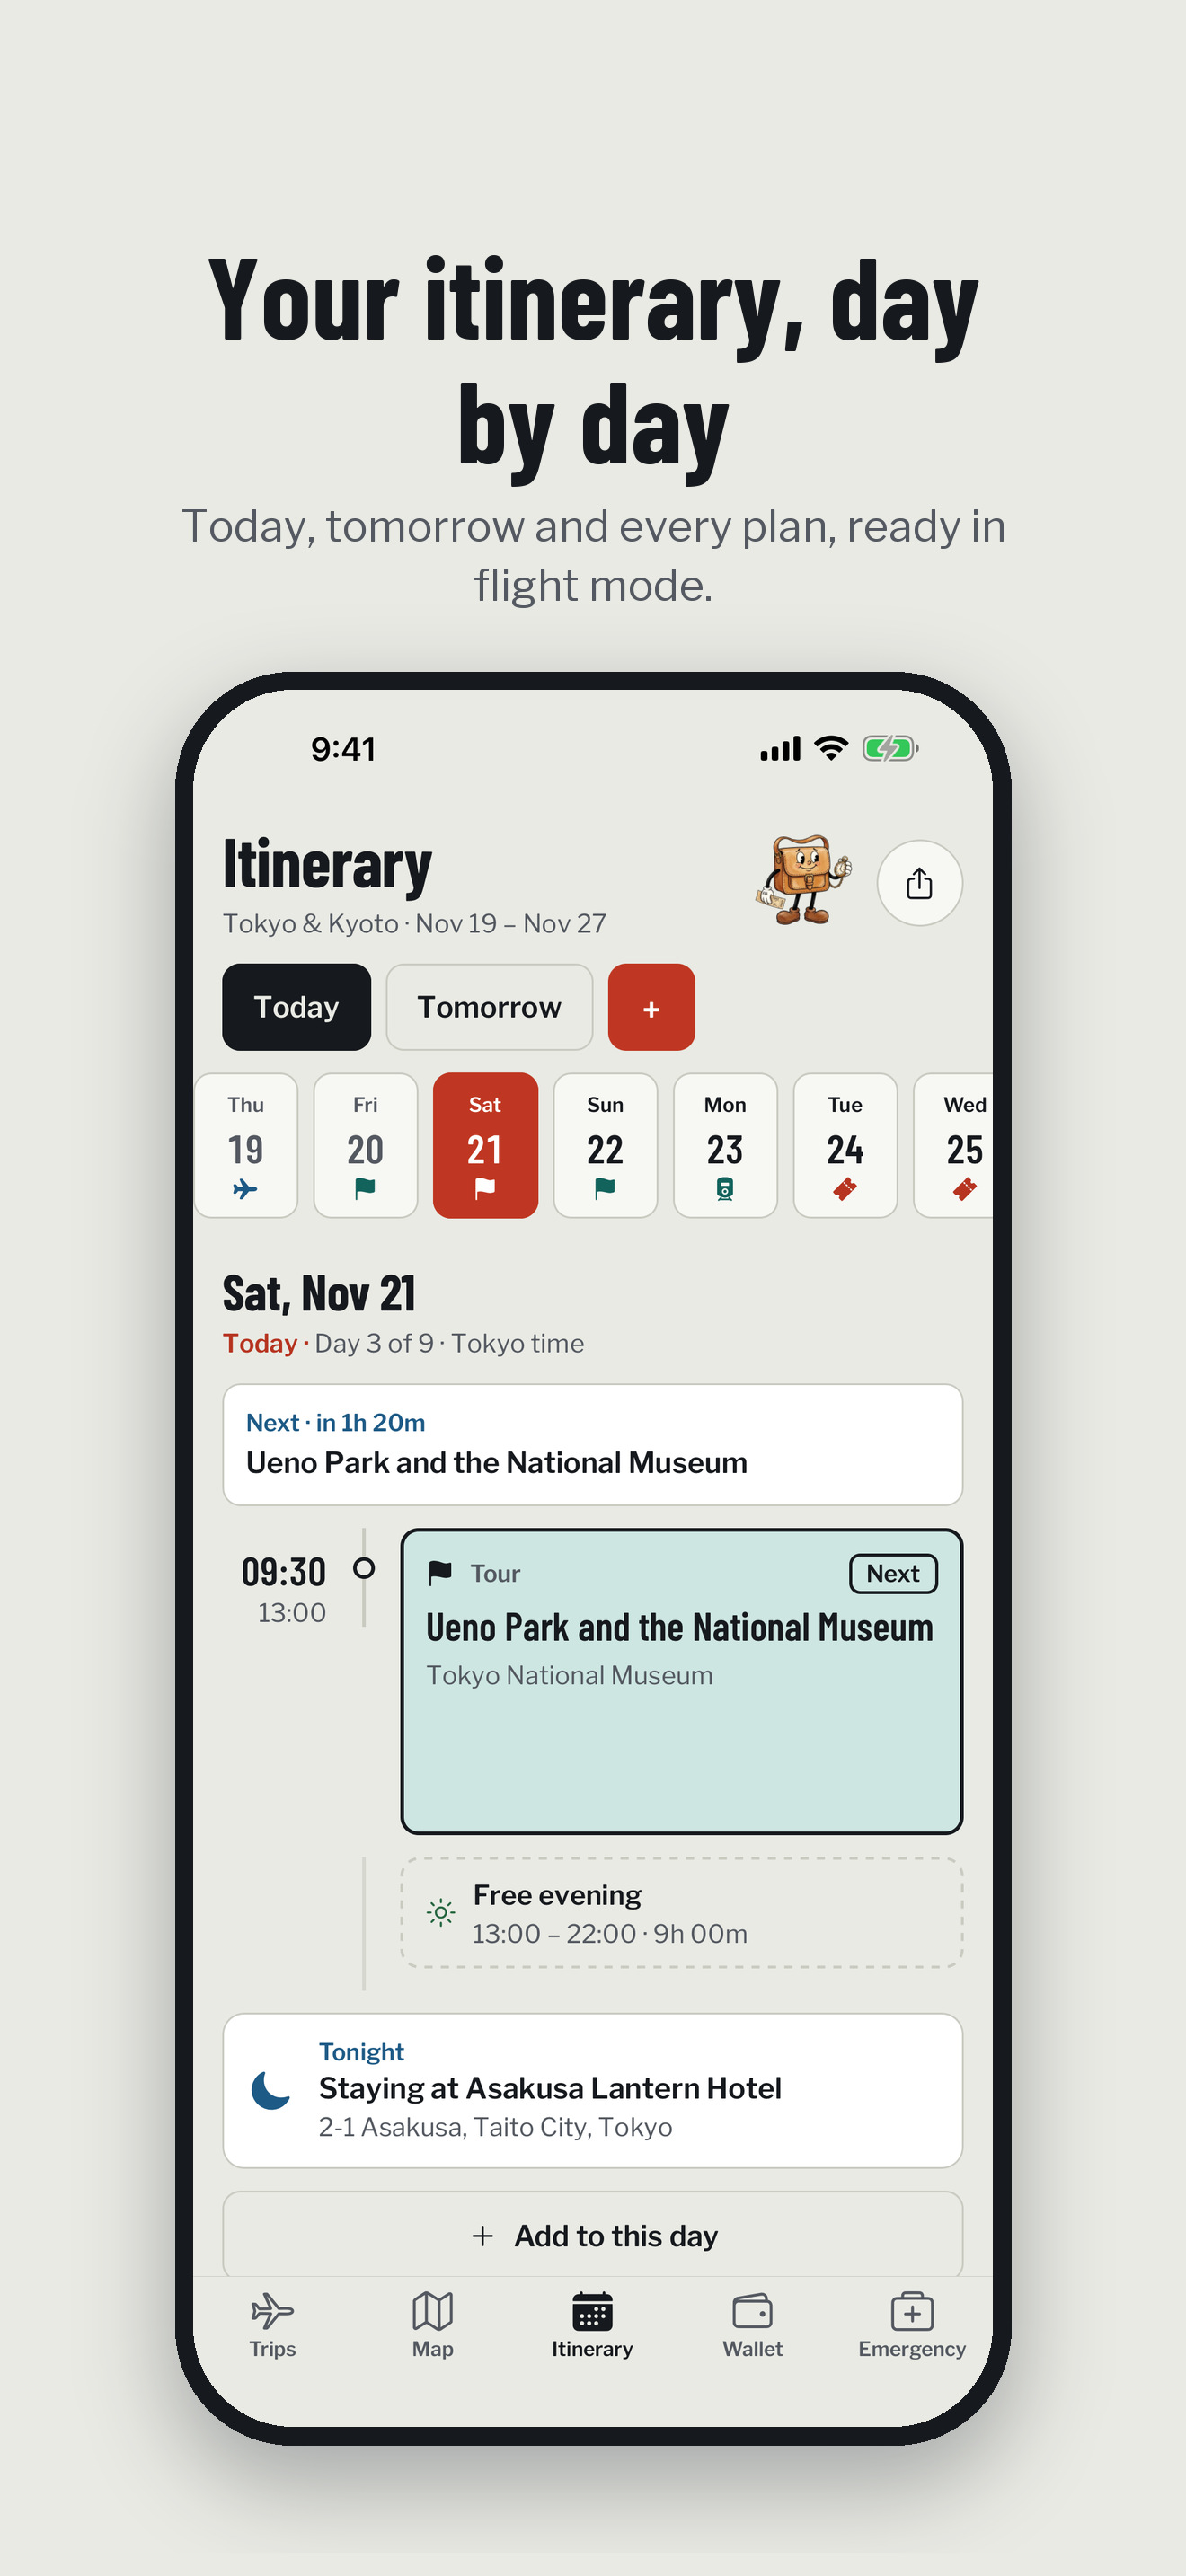 Your itinerary, day
by day
Today, tomorrow and every plan, ready in
flight mode.
9:41
Itinerary
Tokyo & Kyoto · Nov 19 – Nov 27
Today
Tomorrow
+
Thu
19
Fri
20
Sat
21
Sun
22
Mon
23
Tue
24
Wed
25
Sat, Nov 21
Today · Day 3 of 9 · Tokyo time
Next · in 1h 20m
Ueno Park and the National Museum
09:30
13:00
Tour
Next
Ueno Park and the National Museum
Tokyo National Museum
Free evening
13:00 – 22:00 · 9h 00m
Tonight
Staying at Asakusa Lantern Hotel
2-1 Asakusa, Taito City, Tokyo
+ Add to this day
Trips
Map
Itinerary
Wallet
Emergency